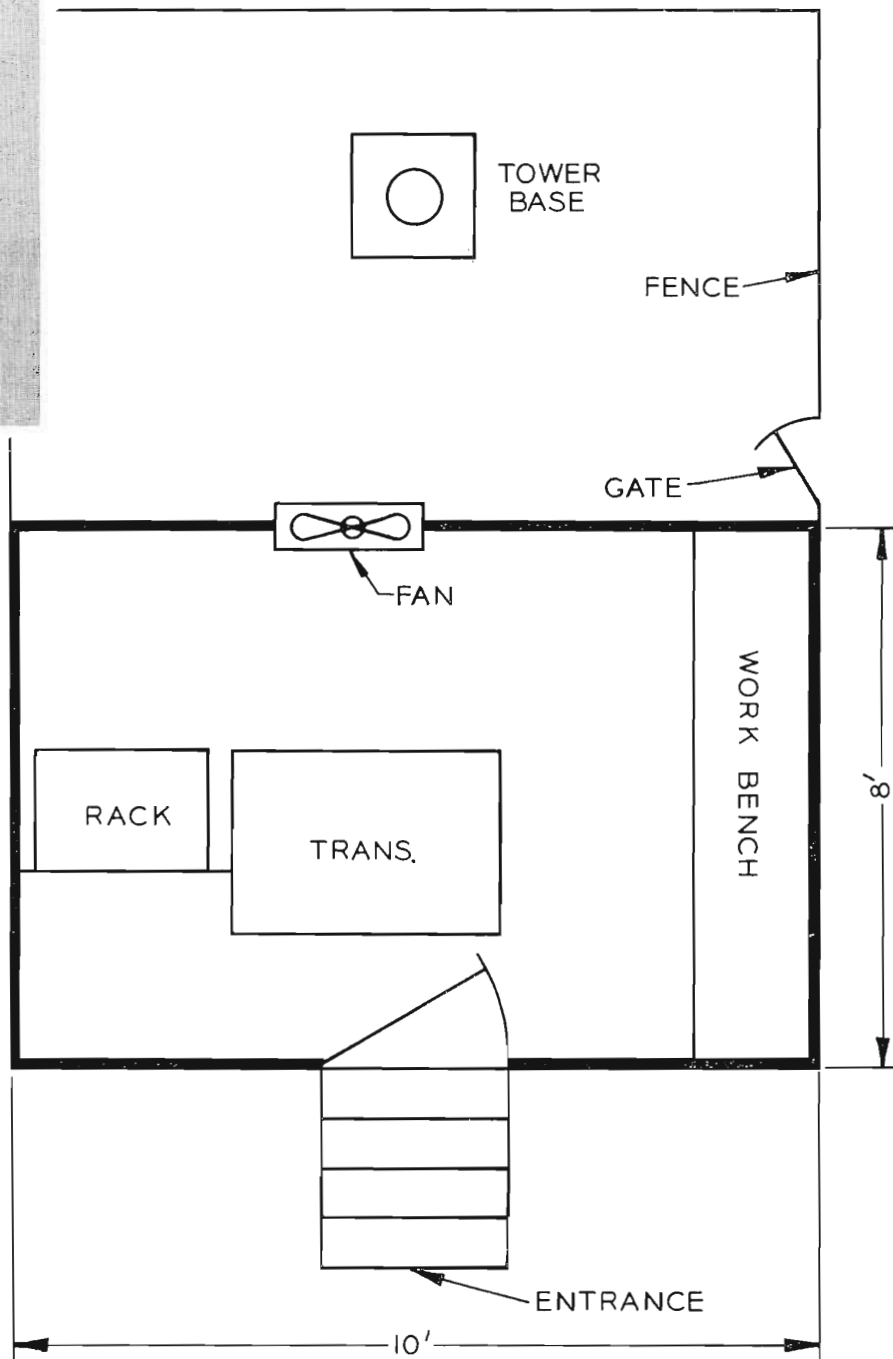 TOWER
BASE
FENCE
GATE
FAN
WORK BENCH
8'
RACK
TRANS.
ENTRANCE
10'